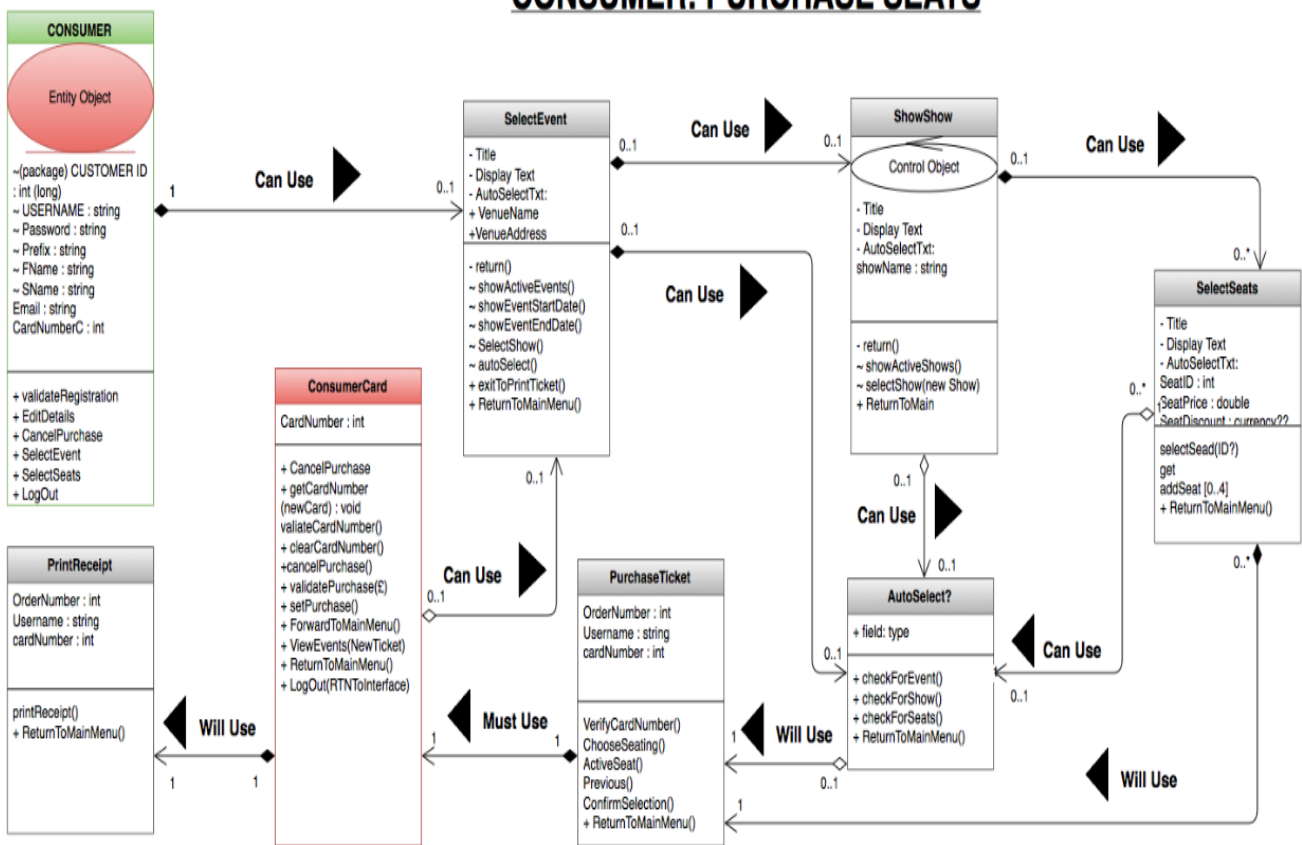 CONSUMER: PURCHASE SEATS
CONSUMER
Entity Object
~(package) CUSTOMER ID
: int (long)
~ USERNAME : string
~ Password : string
~ Prefix : string
~ FName : string
~ SName : string
Email : string
CardNumberC : int
+ validateRegistration
+ EditDetails
+ CancelPurchase
+ SelectEvent
+ SelectSeats
+ LogOut
1
Can Use
0..1
SelectEvent
- Title
- Display Text
- AutoSelectTxt:
+ VenueName
+VenueAddress
- return()
~ showActiveEvents()
~ showEventStartDate()
~ showEventEndDate()
~ SelectShow()
~ autoSelect()
+ exitToPrintTicket()
+ ReturnToMainMenu()
0..1
Can Use
0..1
0..1
Can Use
0..1
ShowShow
Control Object
- Title
- Display Text
- AutoSelectTxt:
showName : string
- return()
~ showActiveShows()
~ selectShow(new Show)
+ ReturnToMain
0..1
Can Use
0..*
SelectSeats
- Title
- Display Text
- AutoSelectTxt:
SeatID : int
SeatPrice : double
SeatDiscount : currency??
selectSead(ID?)
get
addSeat [0..4]
+ ReturnToMainMenu()
0..*
1
Can Use
0..1
0..1
Can Use
0..1
AutoSelect?
+ field: type
+ checkForEvent()
+ checkForShow()
+ checkForSeats()
+ ReturnToMainMenu()
0..*
Will Use
1
0..1
Will Use
1
PurchaseTicket
OrderNumber : int
Username : string
cardNumber : int
VerifyCardNumber()
ChooseSeating()
ActiveSeat()
Previous()
ConfirmSelection()
+ ReturnToMainMenu()
1
Must Use
1
ConsumerCard
CardNumber : int
+ CancelPurchase
+ getCardNumber
(newCard) : void
valiateCardNumber()
+ clearCardNumber()
+cancelPurchase()
+ validatePurchase(£)
+ setPurchase()
+ ForwardToMainMenu()
+ ViewEvents(NewTicket)
+ ReturnToMainMenu()
+ LogOut(RTNToInterface)
0..1
Can Use
0..1
1
Will Use
1
PrintReceipt
OrderNumber : int
Username : string
cardNumber : int
printReceipt()
+ ReturnToMainMenu()